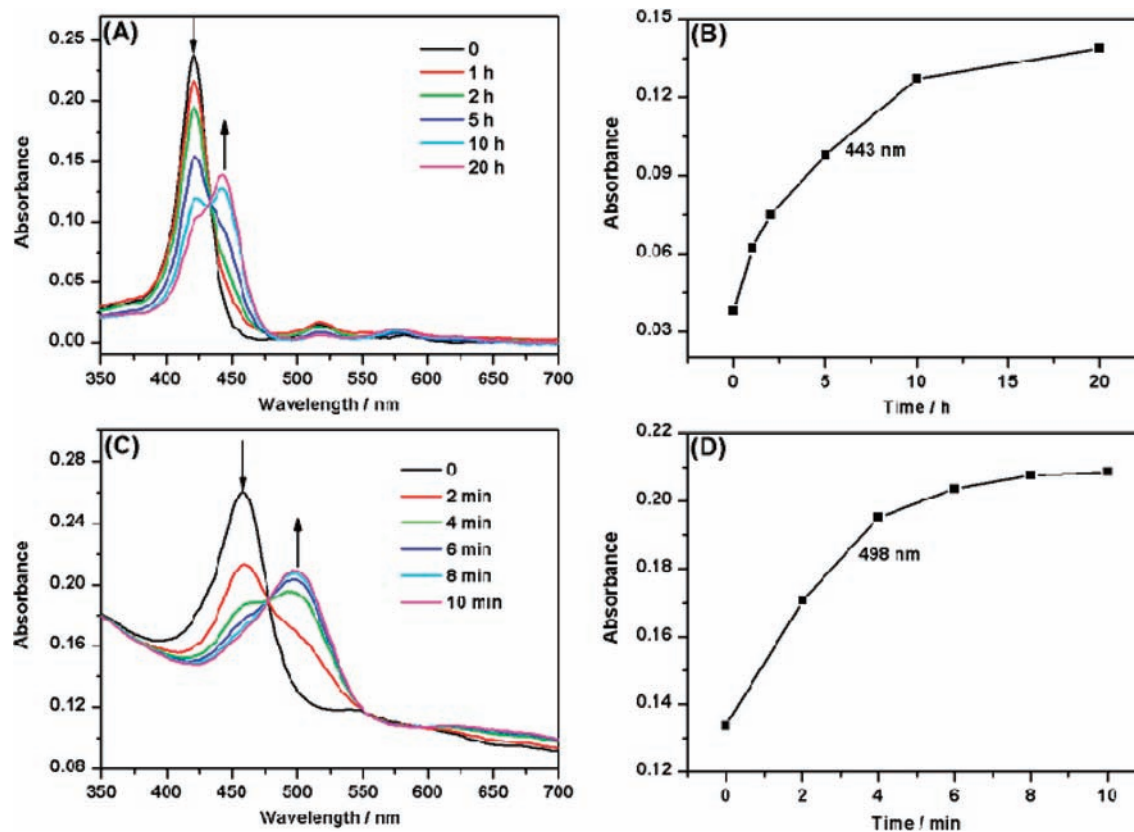 (A)
0
1 h
2 h
5 h
10 h
20 h
0.25
0.20
0.15
0.10
0.05
0.00
Absorbance
350 400 450 500 550 600 650 700
Wavelength / nm
(B)
0.15
0.12
0.09
0.06
0.03
Absorbance
443 nm
0 5 10 15 20
Time / h
(C)
0
2 min
4 min
6 min
8 min
10 min
0.28
0.24
0.20
0.16
0.12
0.08
Absorbance
350 400 450 500 550 600 650 700
Wavelength / nm
(D)
0.22
0.20
0.18
0.16
0.14
0.12
Absorbance
498 nm
0 2 4 6 8 10
Time / min